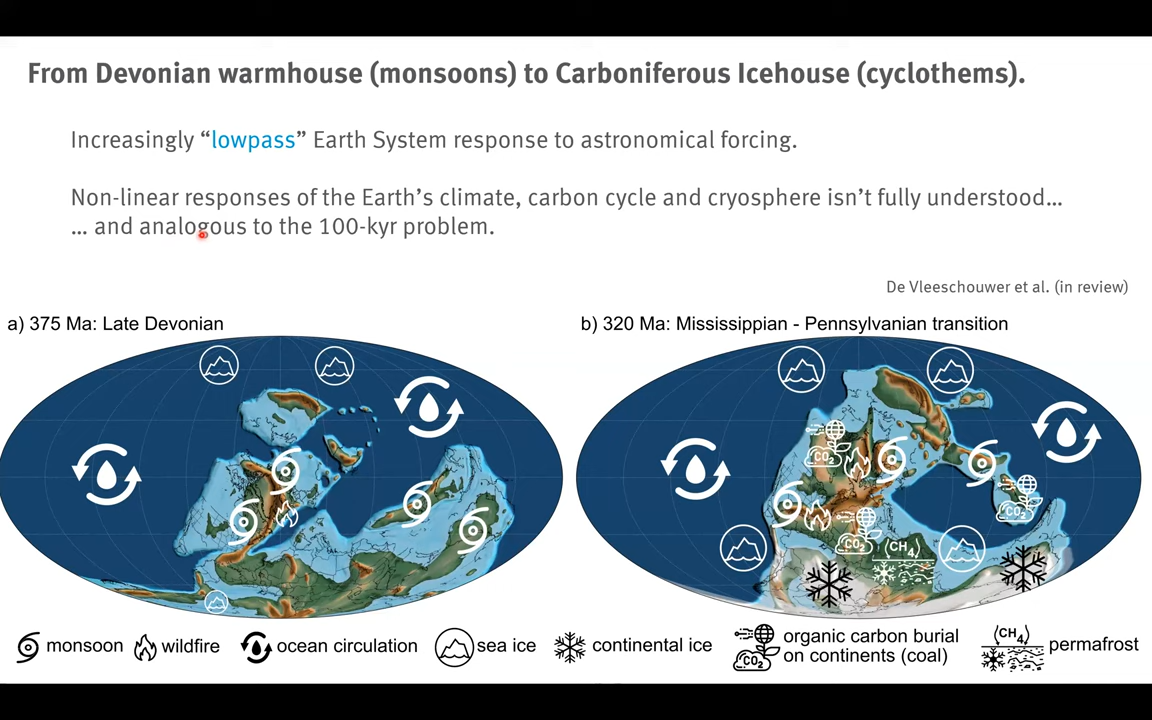 From Devonian warmhouse (monsoons) to Carboniferous Icehouse (cyclothems).
Increasingly “lowpass” Earth System response to astronomical forcing.
Non-linear responses of the Earth’s climate, carbon cycle and cryosphere isn’t fully understood…
… and analogous to the 100-kyr problem.
De Vleeschouwer et al. (in review)
a) 375 Ma: Late Devonian
b) 320 Ma: Mississippian - Pennsylvanian transition
CO2
CO2
CO2
(CH4)
monsoon
wildfire
ocean circulation
sea ice
continental ice
CO2
organic carbon burial
on continents (coal)
(CH4)
permafrost